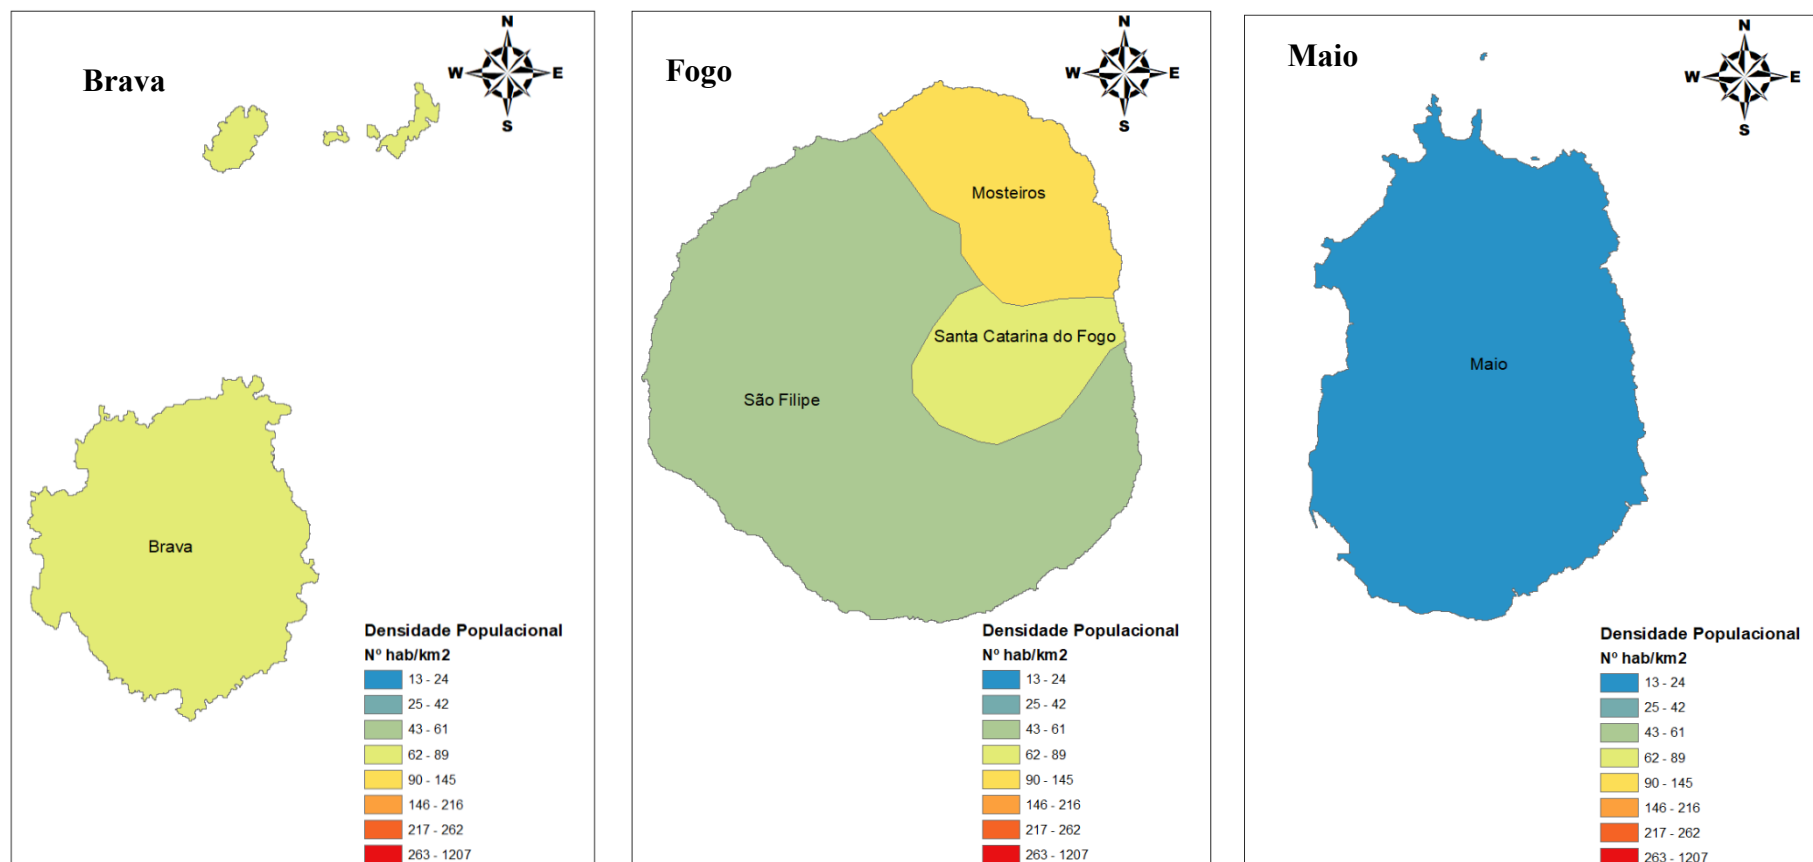 Brava
N
W
E
S
Brava
Densidade Populacional
Nº hab/km2
13 - 24
25 - 42
43 - 61
62 - 89
90 - 145
146 - 216
217 - 262
263 - 1207
Fogo
N
W
E
S
Mosteiros
Santa Catarina do Fogo
São Filipe
Densidade Populacional
Nº hab/km2
13 - 24
25 - 42
43 - 61
62 - 89
90 - 145
146 - 216
217 - 262
263 - 1207
Maio
N
W
E
S
Maio
Densidade Populacional
Nº hab/km2
13 - 24
25 - 42
43 - 61
62 - 89
90 - 145
146 - 216
217 - 262
263 - 1207